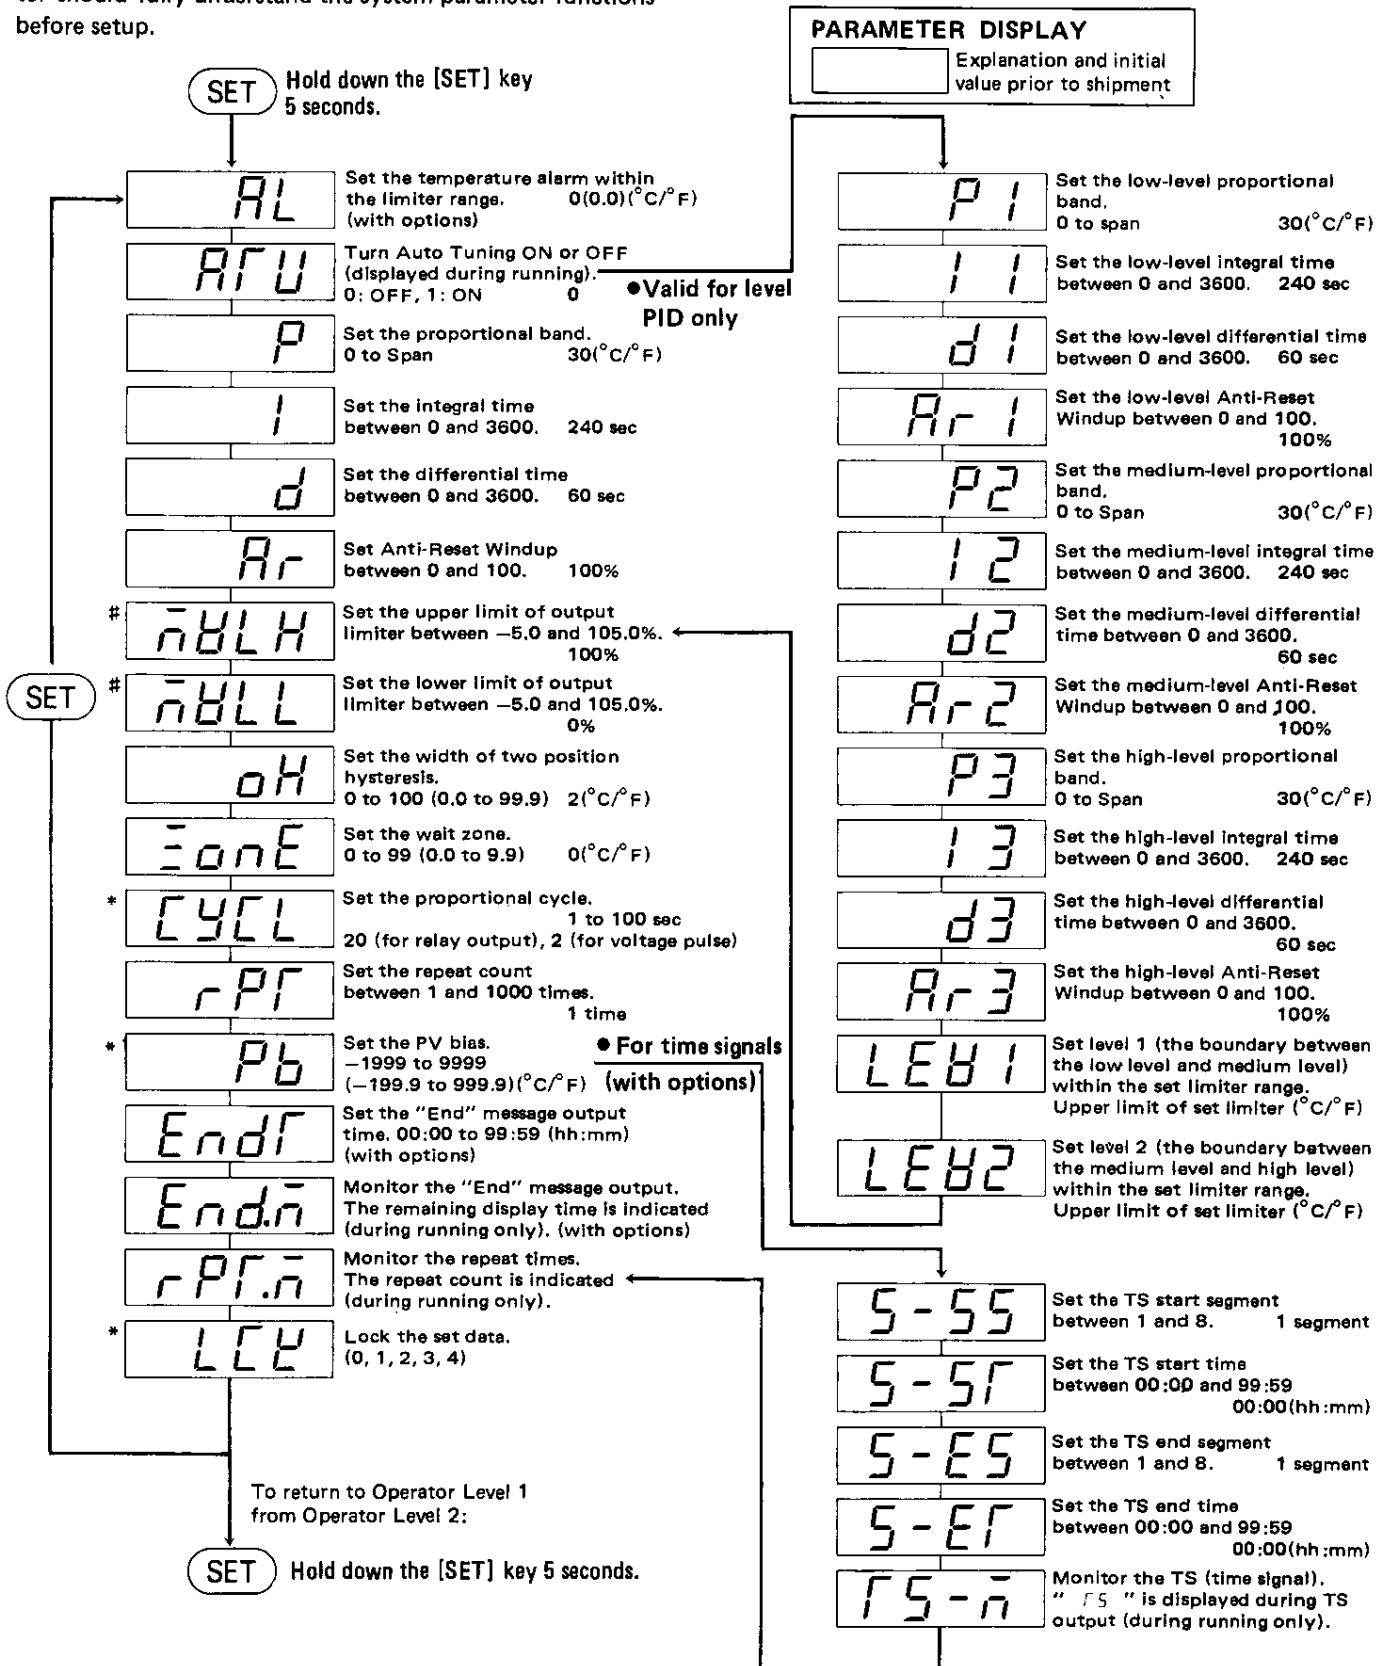 before setup.
PARAMETER DISPLAY
Explanation and initial
value prior to shipment
SET
Hold down the [SET] key
5 seconds.
AL
Set the temperature alarm within
the limiter range. 0(0.0)(°C/°F)
(with options)
ATU
Turn Auto Tuning ON or OFF
(displayed during running).
0: OFF, 1: ON 0
●Valid for level
PID only
P
Set the proportional band.
0 to Span 30(°C/°F)
I
Set the integral time
between 0 and 3600. 240 sec
d
Set the differential time
between 0 and 3600. 60 sec
Ar
Set Anti-Reset Windup
between 0 and 100. 100%
# MVLH
Set the upper limit of output
limiter between −5.0 and 105.0%.
100%
SET
# MVLL
Set the lower limit of output
limiter between −5.0 and 105.0%.
0%
oH
Set the width of two position
hysteresis.
0 to 100 (0.0 to 99.9) 2(°C/°F)
ZonE
Set the wait zone.
0 to 99 (0.0 to 9.9) 0(°C/°F)
* CYCL
Set the proportional cycle.
1 to 100 sec
20 (for relay output), 2 (for voltage pulse)
rPT
Set the repeat count
between 1 and 1000 times.
1 time
* Pb
Set the PV bias.
−1999 to 9999
(−199.9 to 999.9)(°C/°F)
● For time signals
(with options)
EndT
Set the "End" message output
time. 00:00 to 99:59 (hh:mm)
(with options)
End.M
Monitor the "End" message output.
The remaining display time is indicated
(during running only). (with options)
rPT.M
Monitor the repeat times.
The repeat count is indicated
(during running only).
* LCK
Lock the set data.
(0, 1, 2, 3, 4)
To return to Operator Level 1
from Operator Level 2:
SET
Hold down the [SET] key 5 seconds.
P1
Set the low-level proportional
band.
0 to span 30(°C/°F)
I1
Set the low-level integral time
between 0 and 3600. 240 sec
d1
Set the low-level differential time
between 0 and 3600. 60 sec
Ar1
Set the low-level Anti-Reset
Windup between 0 and 100.
100%
P2
Set the medium-level proportional
band.
0 to Span 30(°C/°F)
I2
Set the medium-level integral time
between 0 and 3600. 240 sec
d2
Set the medium-level differential
time between 0 and 3600.
60 sec
Ar2
Set the medium-level Anti-Reset
Windup between 0 and 100.
100%
P3
Set the high-level proportional
band.
0 to Span 30(°C/°F)
I3
Set the high-level integral time
between 0 and 3600. 240 sec
d3
Set the high-level differential
time between 0 and 3600.
60 sec
Ar3
Set the high-level Anti-Reset
Windup between 0 and 100.
100%
LEV1
Set level 1 (the boundary between
the low level and medium level)
within the set limiter range.
Upper limit of set limiter (°C/°F)
LEV2
Set level 2 (the boundary between
the medium level and high level)
within the set limiter range.
Upper limit of set limiter (°C/°F)
S-SS
Set the TS start segment
between 1 and 8. 1 segment
S-ST
Set the TS start time
between 00:00 and 99:59
00:00(hh:mm)
S-ES
Set the TS end segment
between 1 and 8. 1 segment
S-ET
Set the TS end time
between 00:00 and 99:59
00:00(hh:mm)
TS-M
Monitor the TS (time signal).
" TS " is displayed during TS
output (during running only).